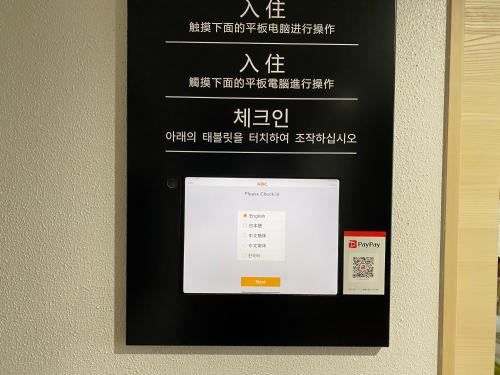 入住
触摸下面的平板电脑进行操作
入住
觸摸下面的平板電腦進行操作
체크인
아래의 태블릿을 터치하여 조작하십시오
Please Check in
English
日本語
中文簡体
中文繁体
한국어
Next
PayPay